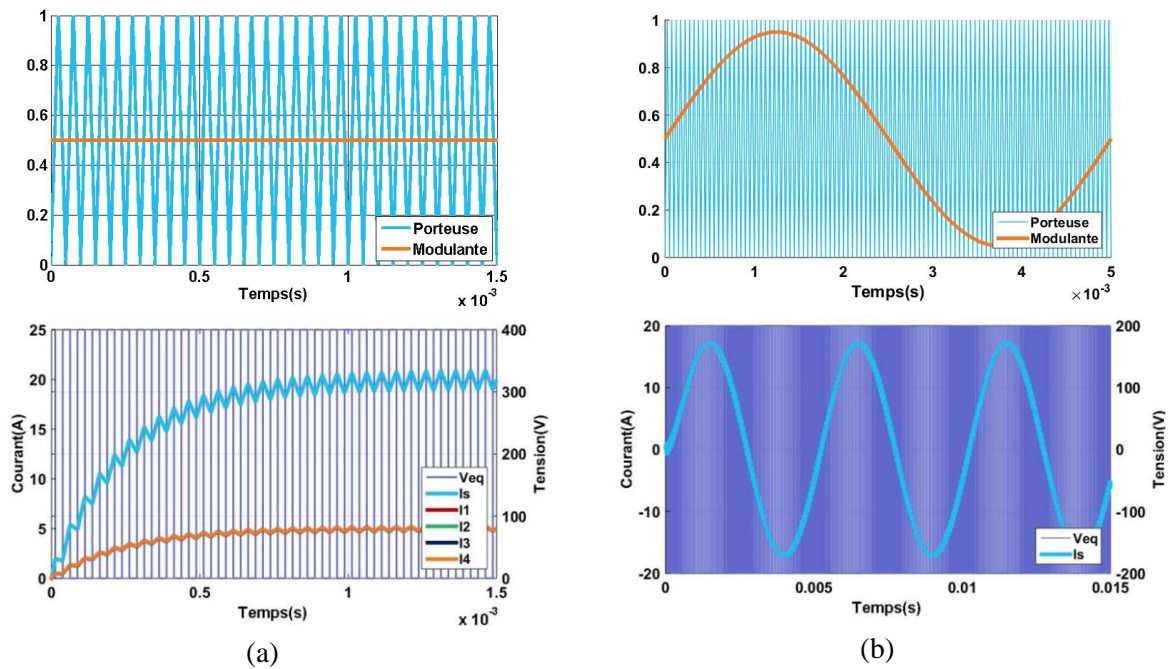 1
0.8
0.6
0.4
0.2
0
0
0.5
1
1.5
Temps(s)
x 10⁻³
Porteuse
Modulante
1
0.8
0.6
0.4
0.2
0
0
1
2
3
4
5
Temps(s)
×10⁻³
Porteuse
Modulante
25
20
15
10
5
0
Courant(A)
400
300
200
100
0
Tension(V)
Veq
Is
I1
I2
I3
I4
0
0.5
1
1.5
Temps(s)
x 10⁻³
20
10
0
-10
-20
Courant(A)
200
100
0
-100
-200
Tension(V)
Veq
Is
0
0.005
0.01
0.015
Temps(s)
(a)
(b)